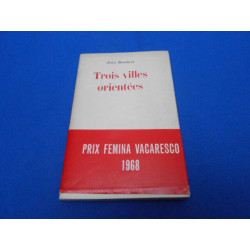 Trois villes
orientées
PRIX FEMINA VACARESCO
1968